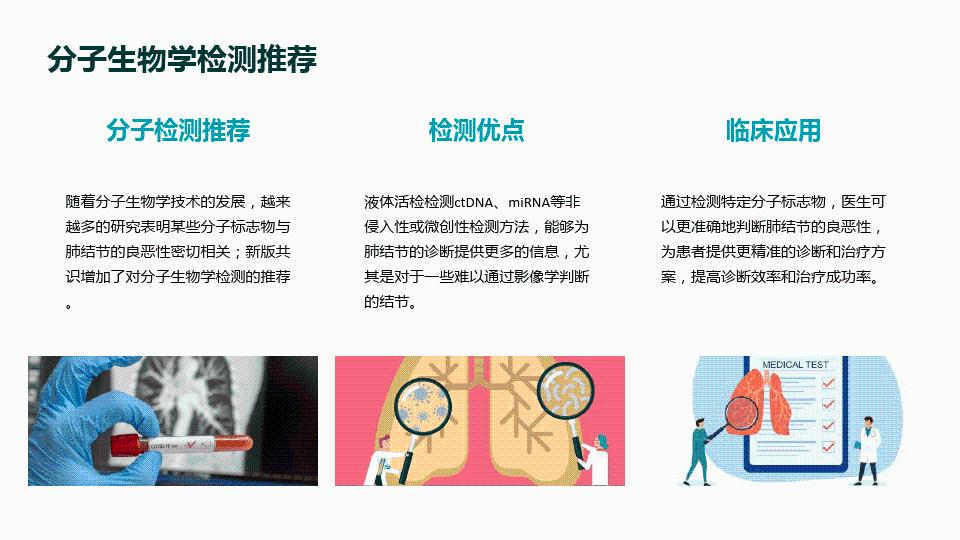 分子生物学检测推荐
分子检测推荐
随着分子生物学技术的发展，越来
越多的研究表明某些分子标志物与
肺结节的良恶性密切相关；新版共
识增加了对分子生物学检测的推荐
。
检测优点
液体活检检测ctDNA、miRNA等非
侵入性或微创性检测方法，能够为
肺结节的诊断提供更多的信息，尤
其是对于一些难以通过影像学判断
的结节。
临床应用
通过检测特定分子标志物，医生可
以更准确地判断肺结节的良恶性，
为患者提供更精准的诊断和治疗方
案，提高诊断效率和治疗成功率。
COVID-19
MEDICAL TEST